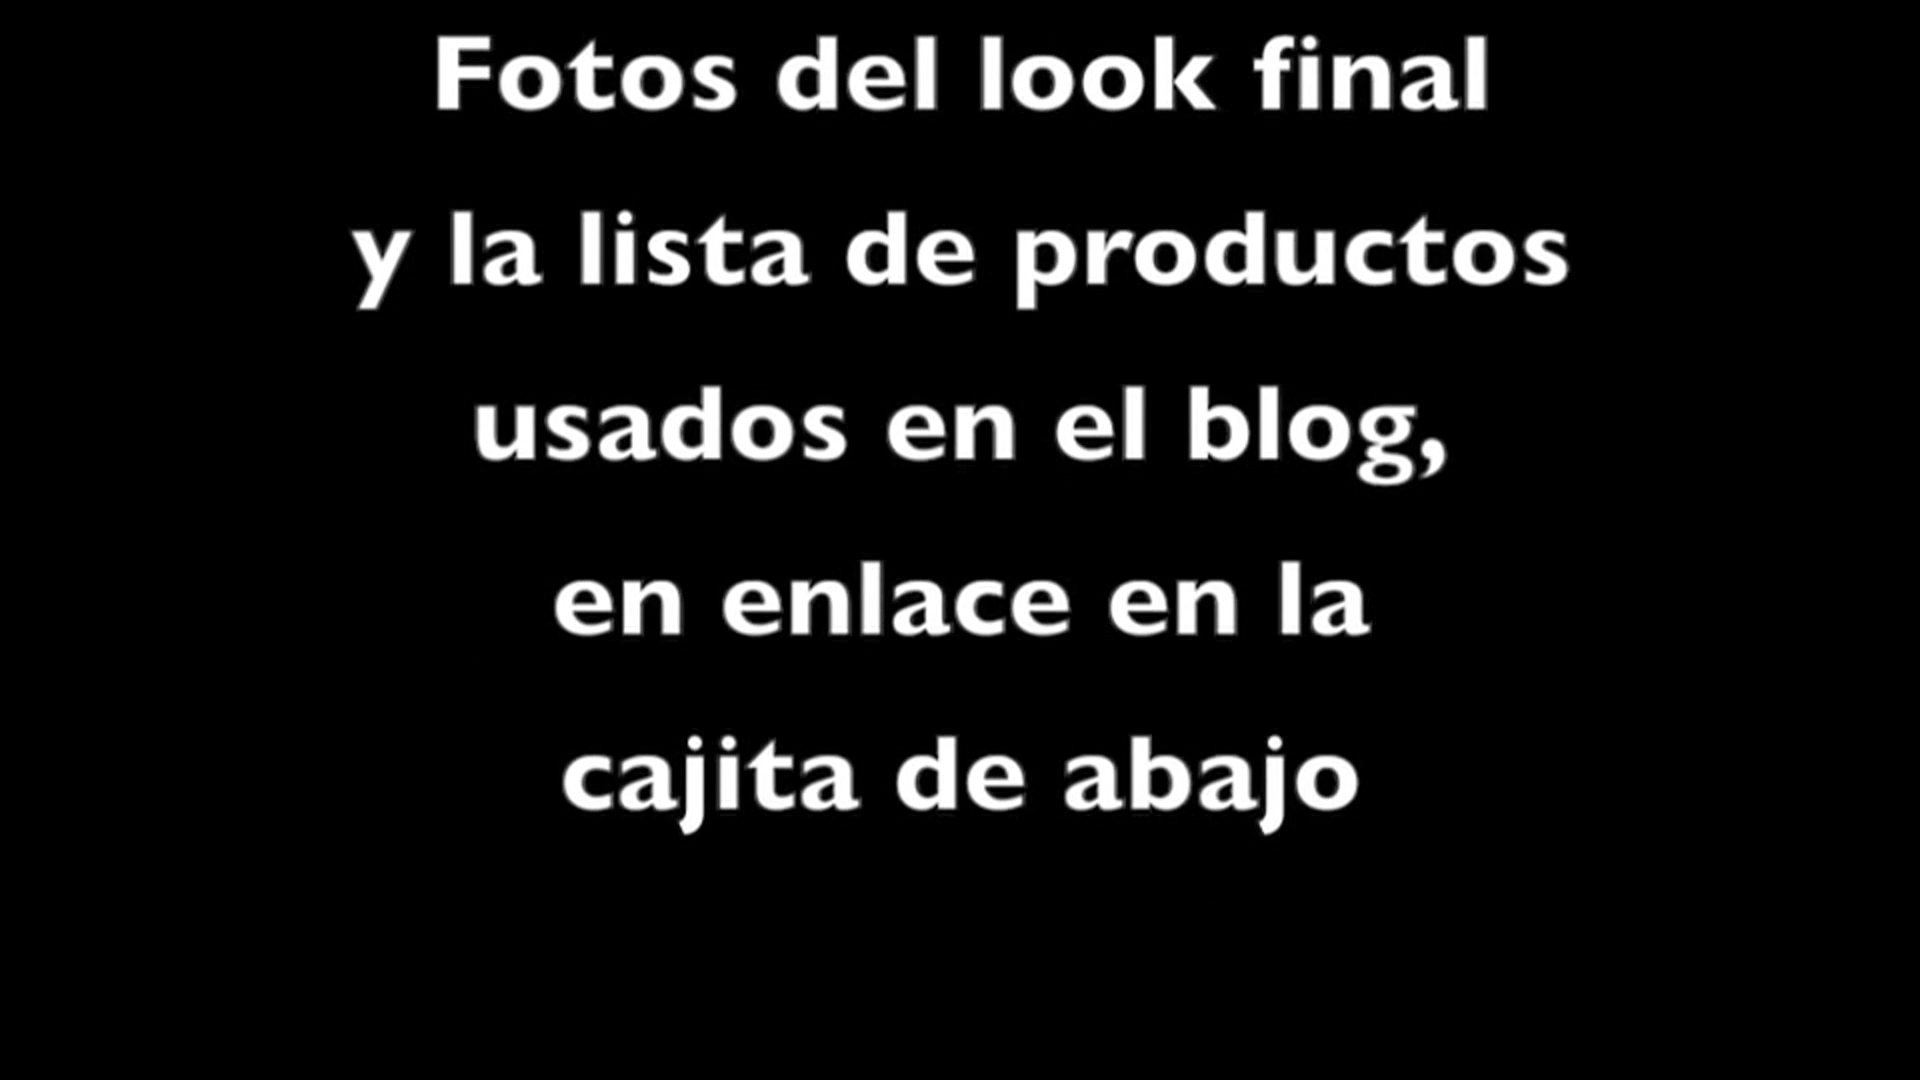 Fotos del look final
y la lista de productos
usados en el blog,
en enlace en la
cajita de abajo